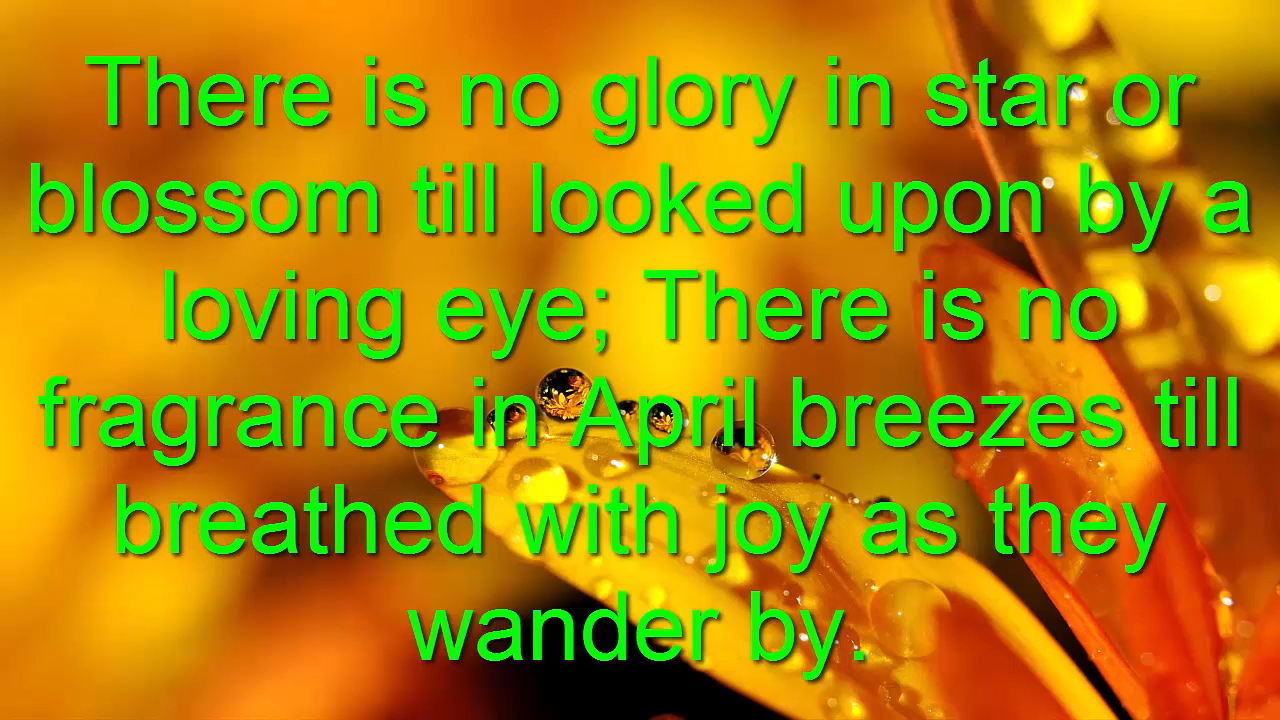 There is no glory in star or
blossom till looked upon by a
loving eye; There is no
fragrance in April breezes till
breathed with joy as they
wander by.